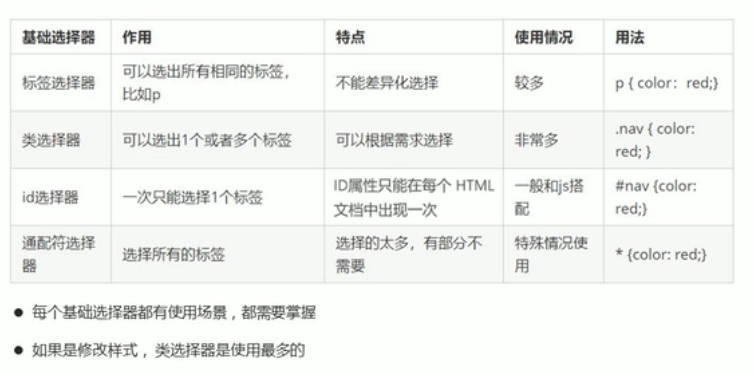 基础选择器 作用 特点 使用情况 用法
标签选择器 可以选出所有相同的标签，比如p 不能差异化选择 较多 p { color：red;}
类选择器 可以选出1个或者多个标签 可以根据需求选择 非常多 .nav { color: red; }
id选择器 一次只能选择1个标签 ID属性只能在每个 HTML 文档中出现一次 一般和js搭配 #nav {color: red;}
通配符选择器 选择所有的标签 选择的太多，有部分不需要 特殊情况使用 * {color: red;}
● 每个基础选择器都有使用场景，都需要掌握
● 如果是修改样式，类选择器是使用最多的